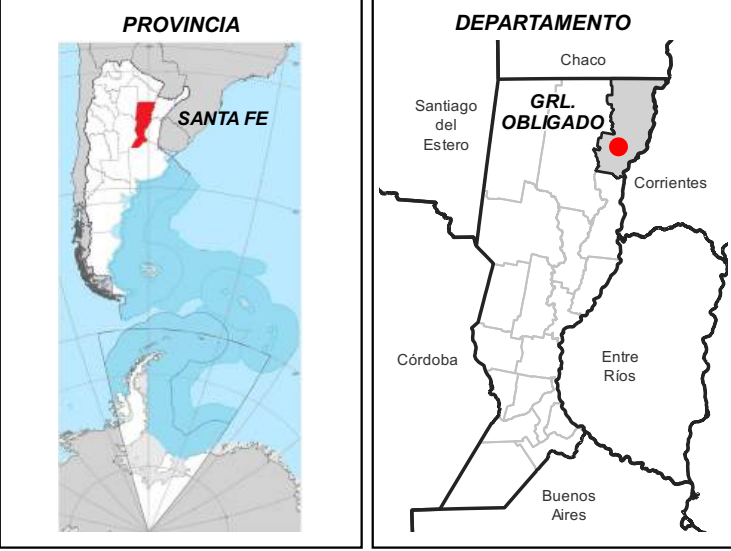 PROVINCIA
SANTA FE
DEPARTAMENTO
Chaco
GRL.
OBLIGADO
Santiago
del
Estero
Corrientes
Córdoba
Entre
Ríos
Buenos
Aires